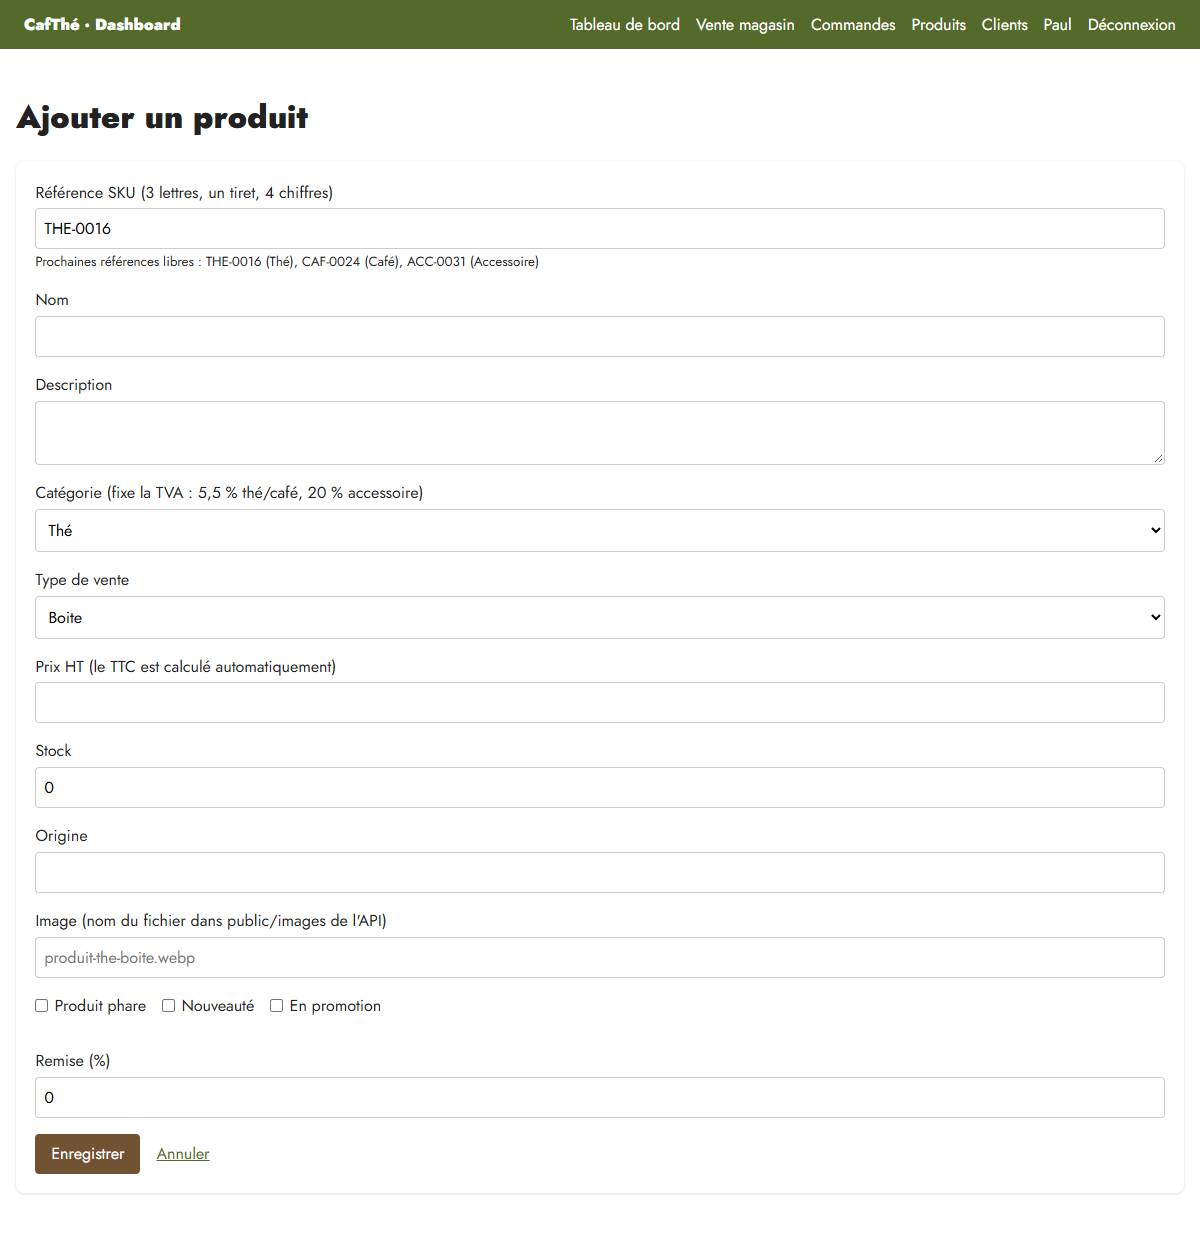 CafThé · Dashboard
Tableau de bord Vente magasin Commandes Produits Clients Paul Déconnexion
Ajouter un produit
Référence SKU (3 lettres, un tiret, 4 chiffres)
THE-0016
Prochaines références libres : THE-0016 (Thé), CAF-0024 (Café), ACC-0031 (Accessoire)
Nom
Description
Catégorie (fixe la TVA : 5,5 % thé/café, 20 % accessoire)
Thé
Type de vente
Boite
Prix HT (le TTC est calculé automatiquement)
Stock
0
Origine
Image (nom du fichier dans public/images de l'API)
produit-the-boite.webp
Produit phare Nouveauté En promotion
Remise (%)
0
Enregistrer Annuler